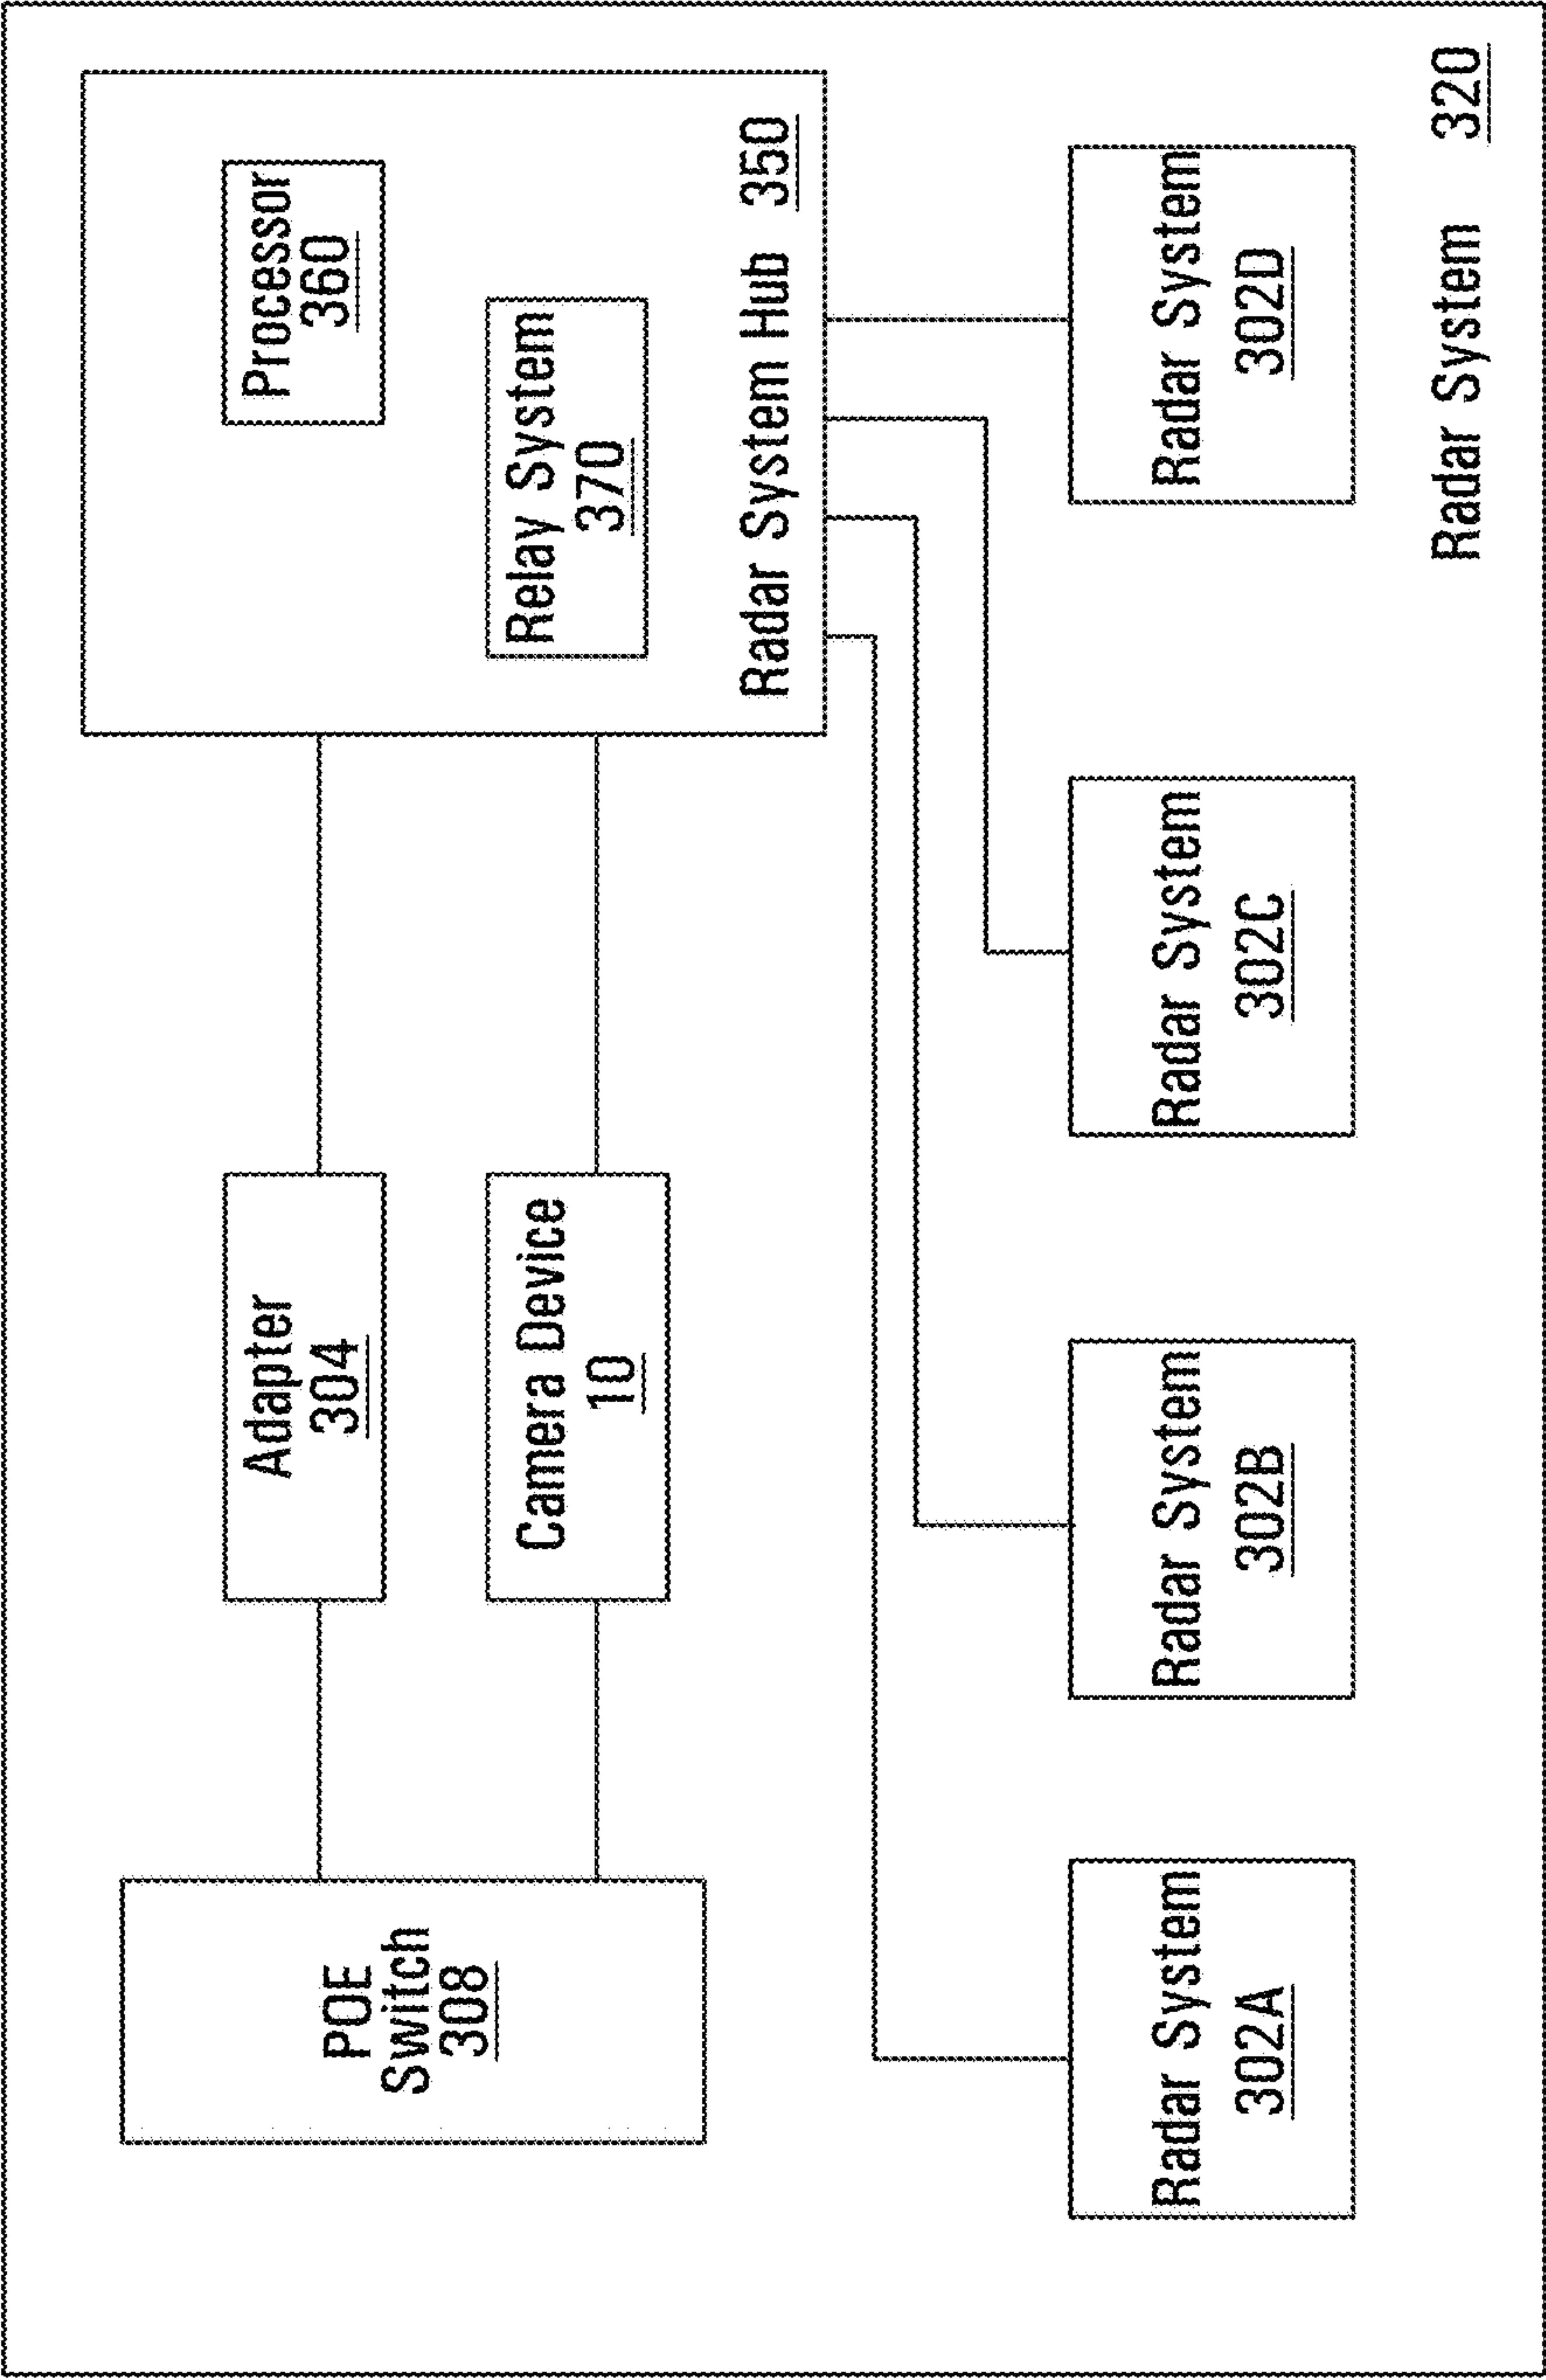 POE
Switch
308
Adapter
304
Camera Device
10
Processor
360
Relay System
370
Radar System Hub 350
Radar System
302A
Radar System
302B
Radar System
302C
Radar System
302D
Radar System 320